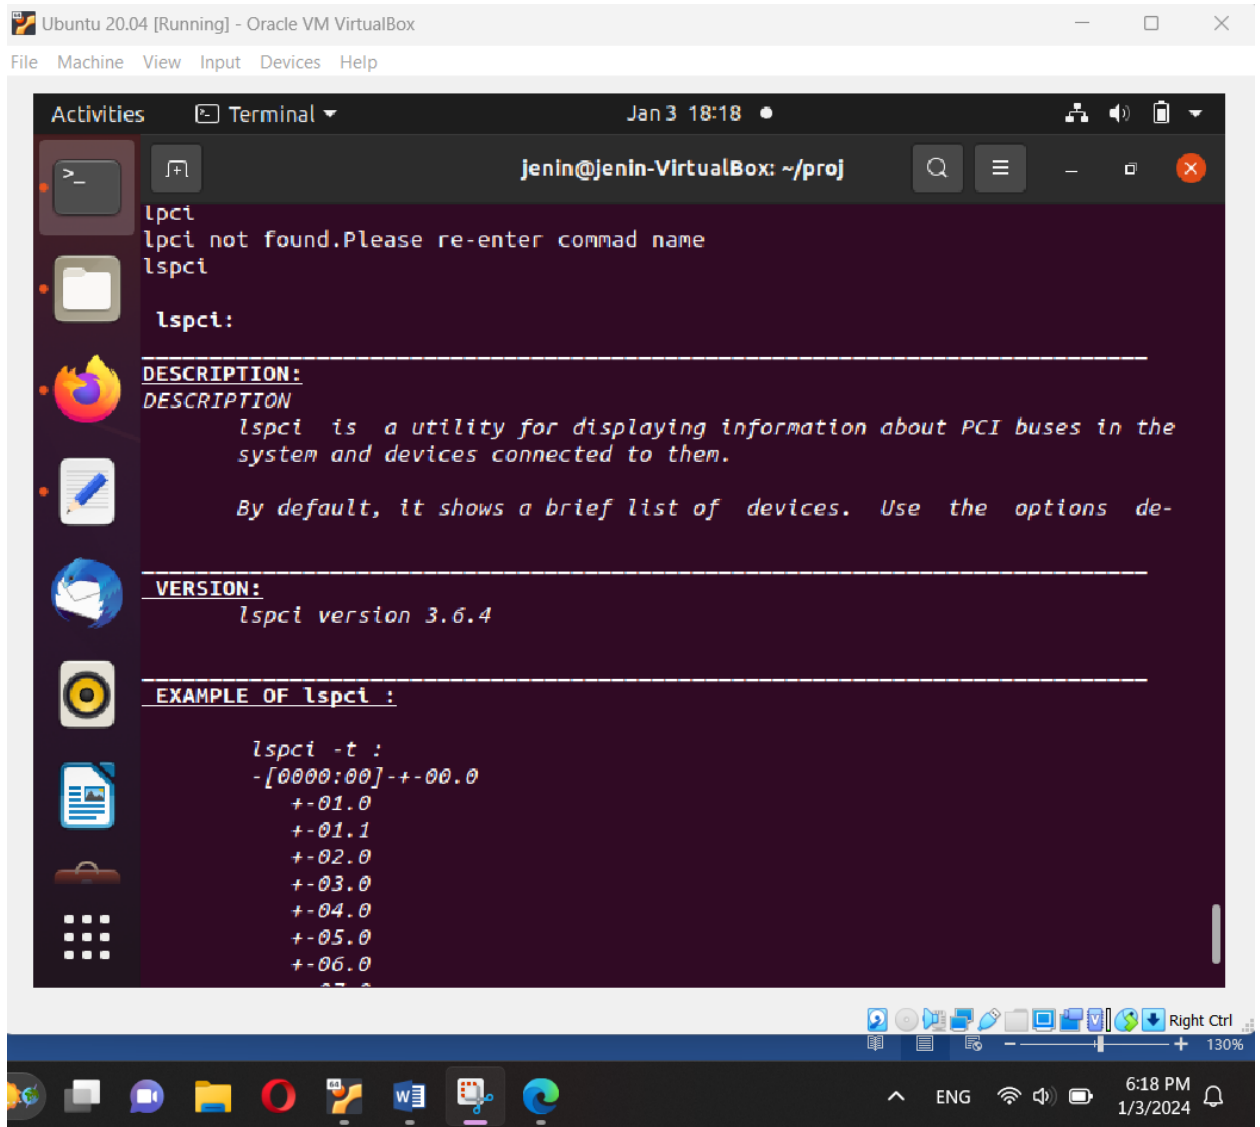 Ubuntu 20.04 [Running] - Oracle VM VirtualBox
File Machine View Input Devices Help
Activities Terminal Jan 3 18:18
jenin@jenin-VirtualBox: ~/proj
lpci
lpci not found.Please re-enter commad name
lspci
lspci:
DESCRIPTION:
DESCRIPTION
lspci is a utility for displaying information about PCI buses in the
system and devices connected to them.
By default, it shows a brief list of devices. Use the options de-
VERSION:
lspci version 3.6.4
EXAMPLE OF lspci :
lspci -t :
-[0000:00]-+-00.0
+-01.0
+-01.1
+-02.0
+-03.0
+-04.0
+-05.0
+-06.0
Right Ctrl
130%
ENG
6:18 PM
1/3/2024